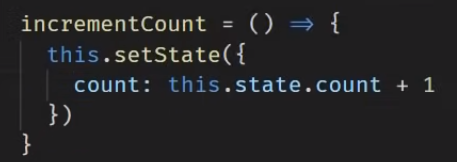 incrementCount = () => {
  this.setState({
    count: this.state.count + 1
  })
}